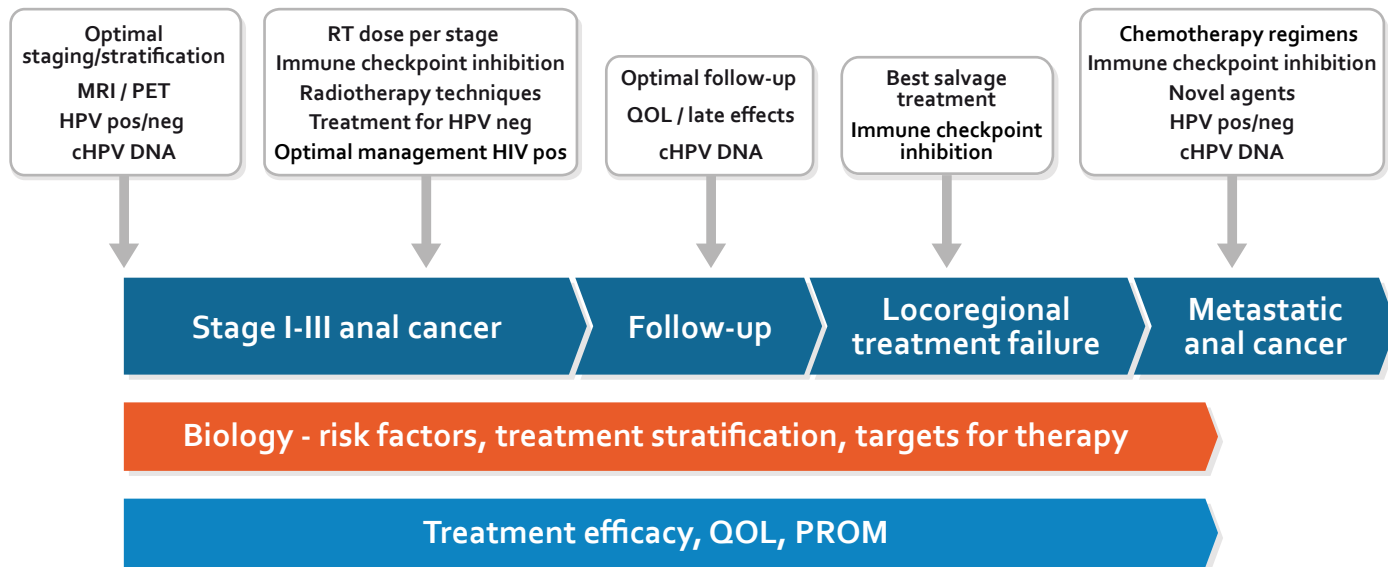 Optimal
staging/stratification
MRI / PET
HPV pos/neg
cHPV DNA
RT dose per stage
Immune checkpoint inhibition
Radiotherapy techniques
Treatment for HPV neg
Optimal management HIV pos
Optimal follow-up
QOL / late effects
cHPV DNA
Best salvage
treatment
Immune checkpoint
inhibition
Chemotherapy regimens
Immune checkpoint inhibition
Novel agents
HPV pos/neg
cHPV DNA
Stage I-III anal cancer
Follow-up
Locoregional
treatment failure
Metastatic
anal cancer
Biology - risk factors, treatment stratification, targets for therapy
Treatment efficacy, QOL, PROM